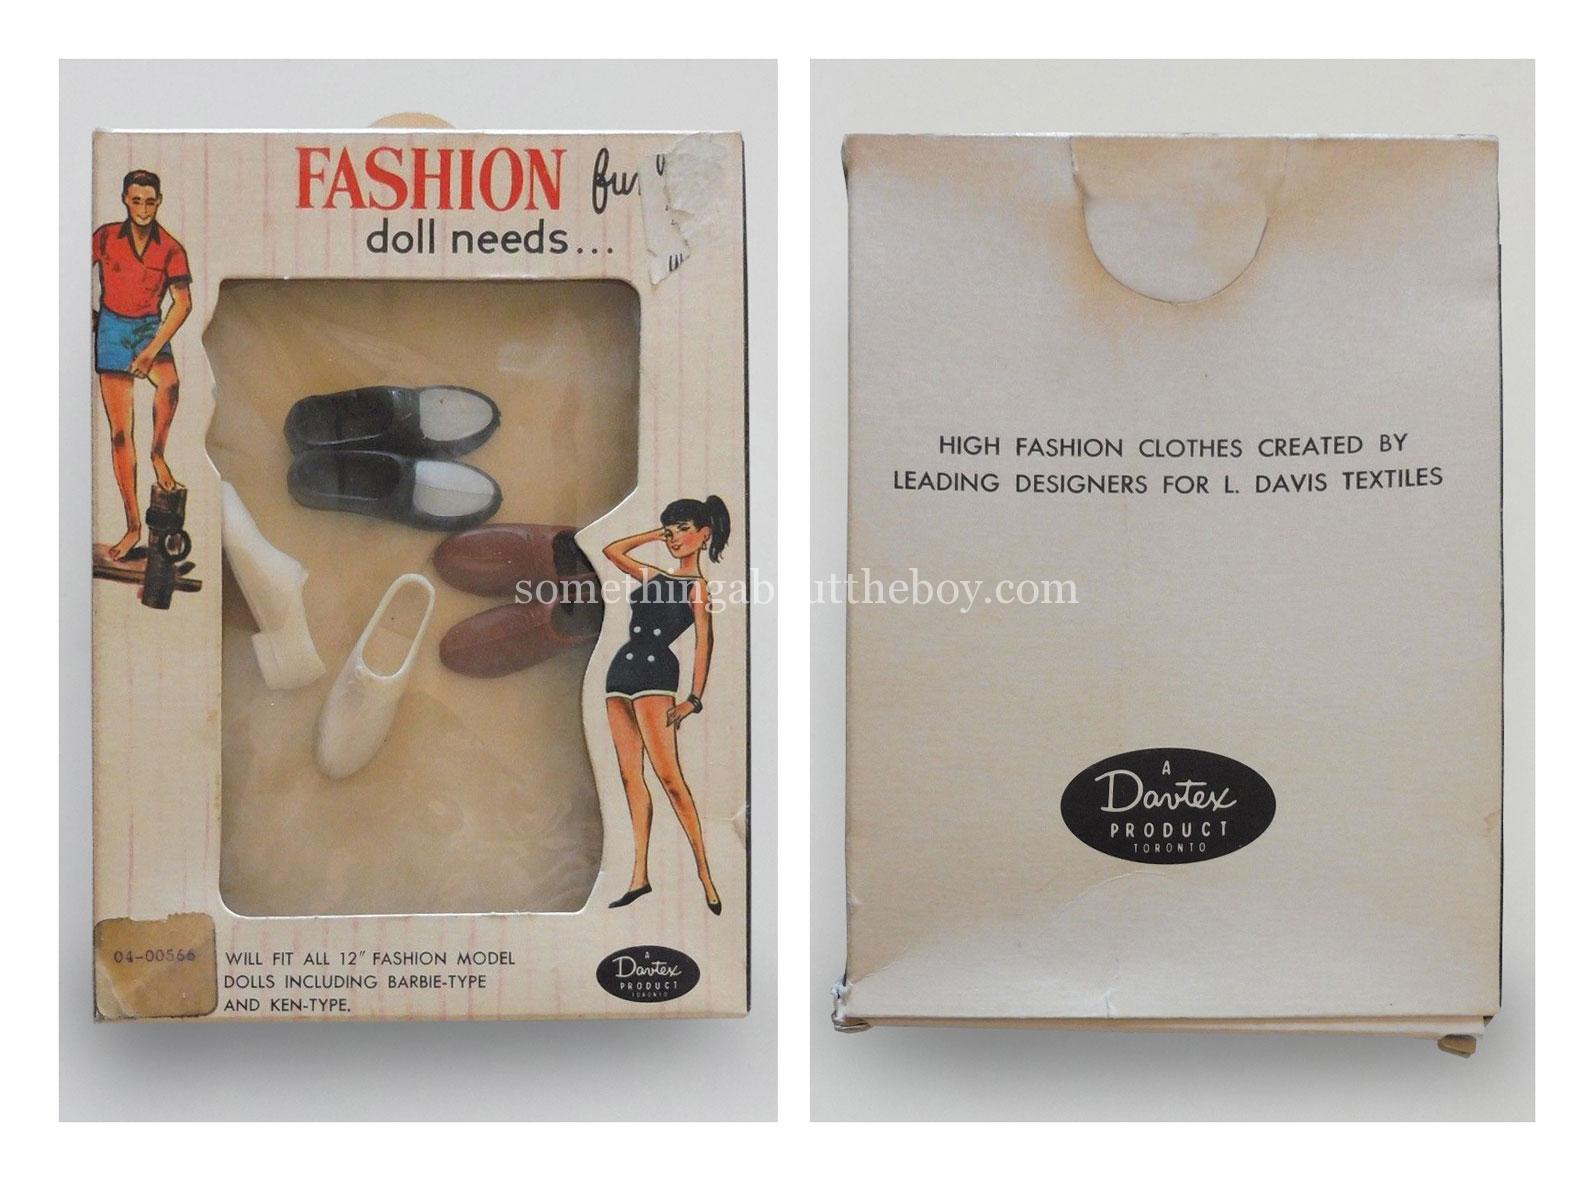 FASHION
doll needs...
04-00566
WILL FIT ALL 12" FASHION MODEL
DOLLS INCLUDING BARBIE-TYPE
AND KEN-TYPE.
A
Davtex
PRODUCT
TORONTO
somethingabouttheboy.com
HIGH FASHION CLOTHES CREATED BY
LEADING DESIGNERS FOR L. DAVIS TEXTILES
A
Davtex
PRODUCT
TORONTO